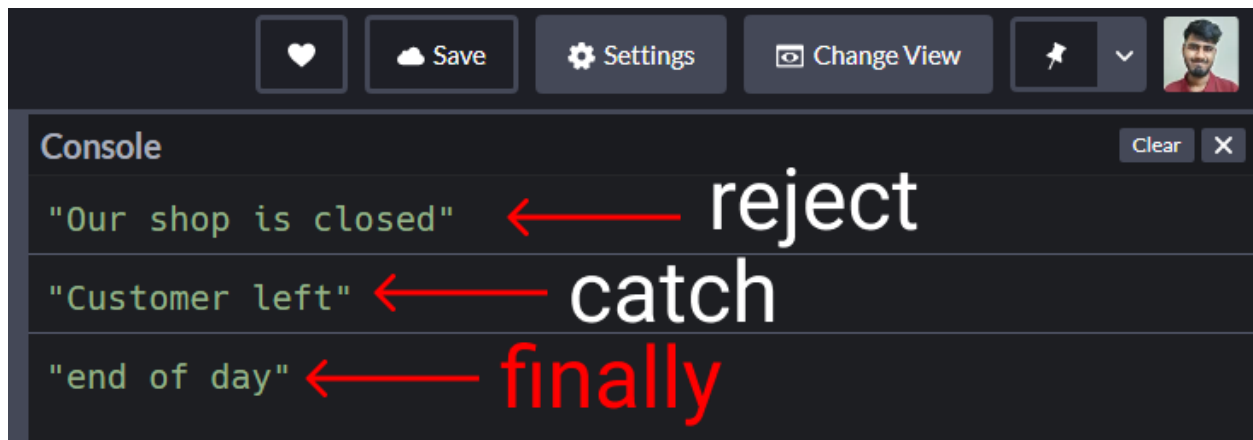 Save Settings Change View
Console Clear
"Our shop is closed" reject
"Customer left" catch
"end of day" finally